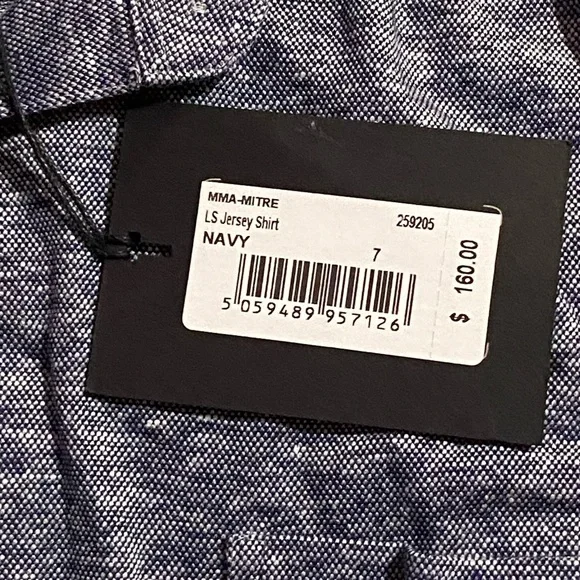 MMA-MITRE
LS Jersey Shirt 259205
NAVY
7
5 059489 957126
$ 160.00